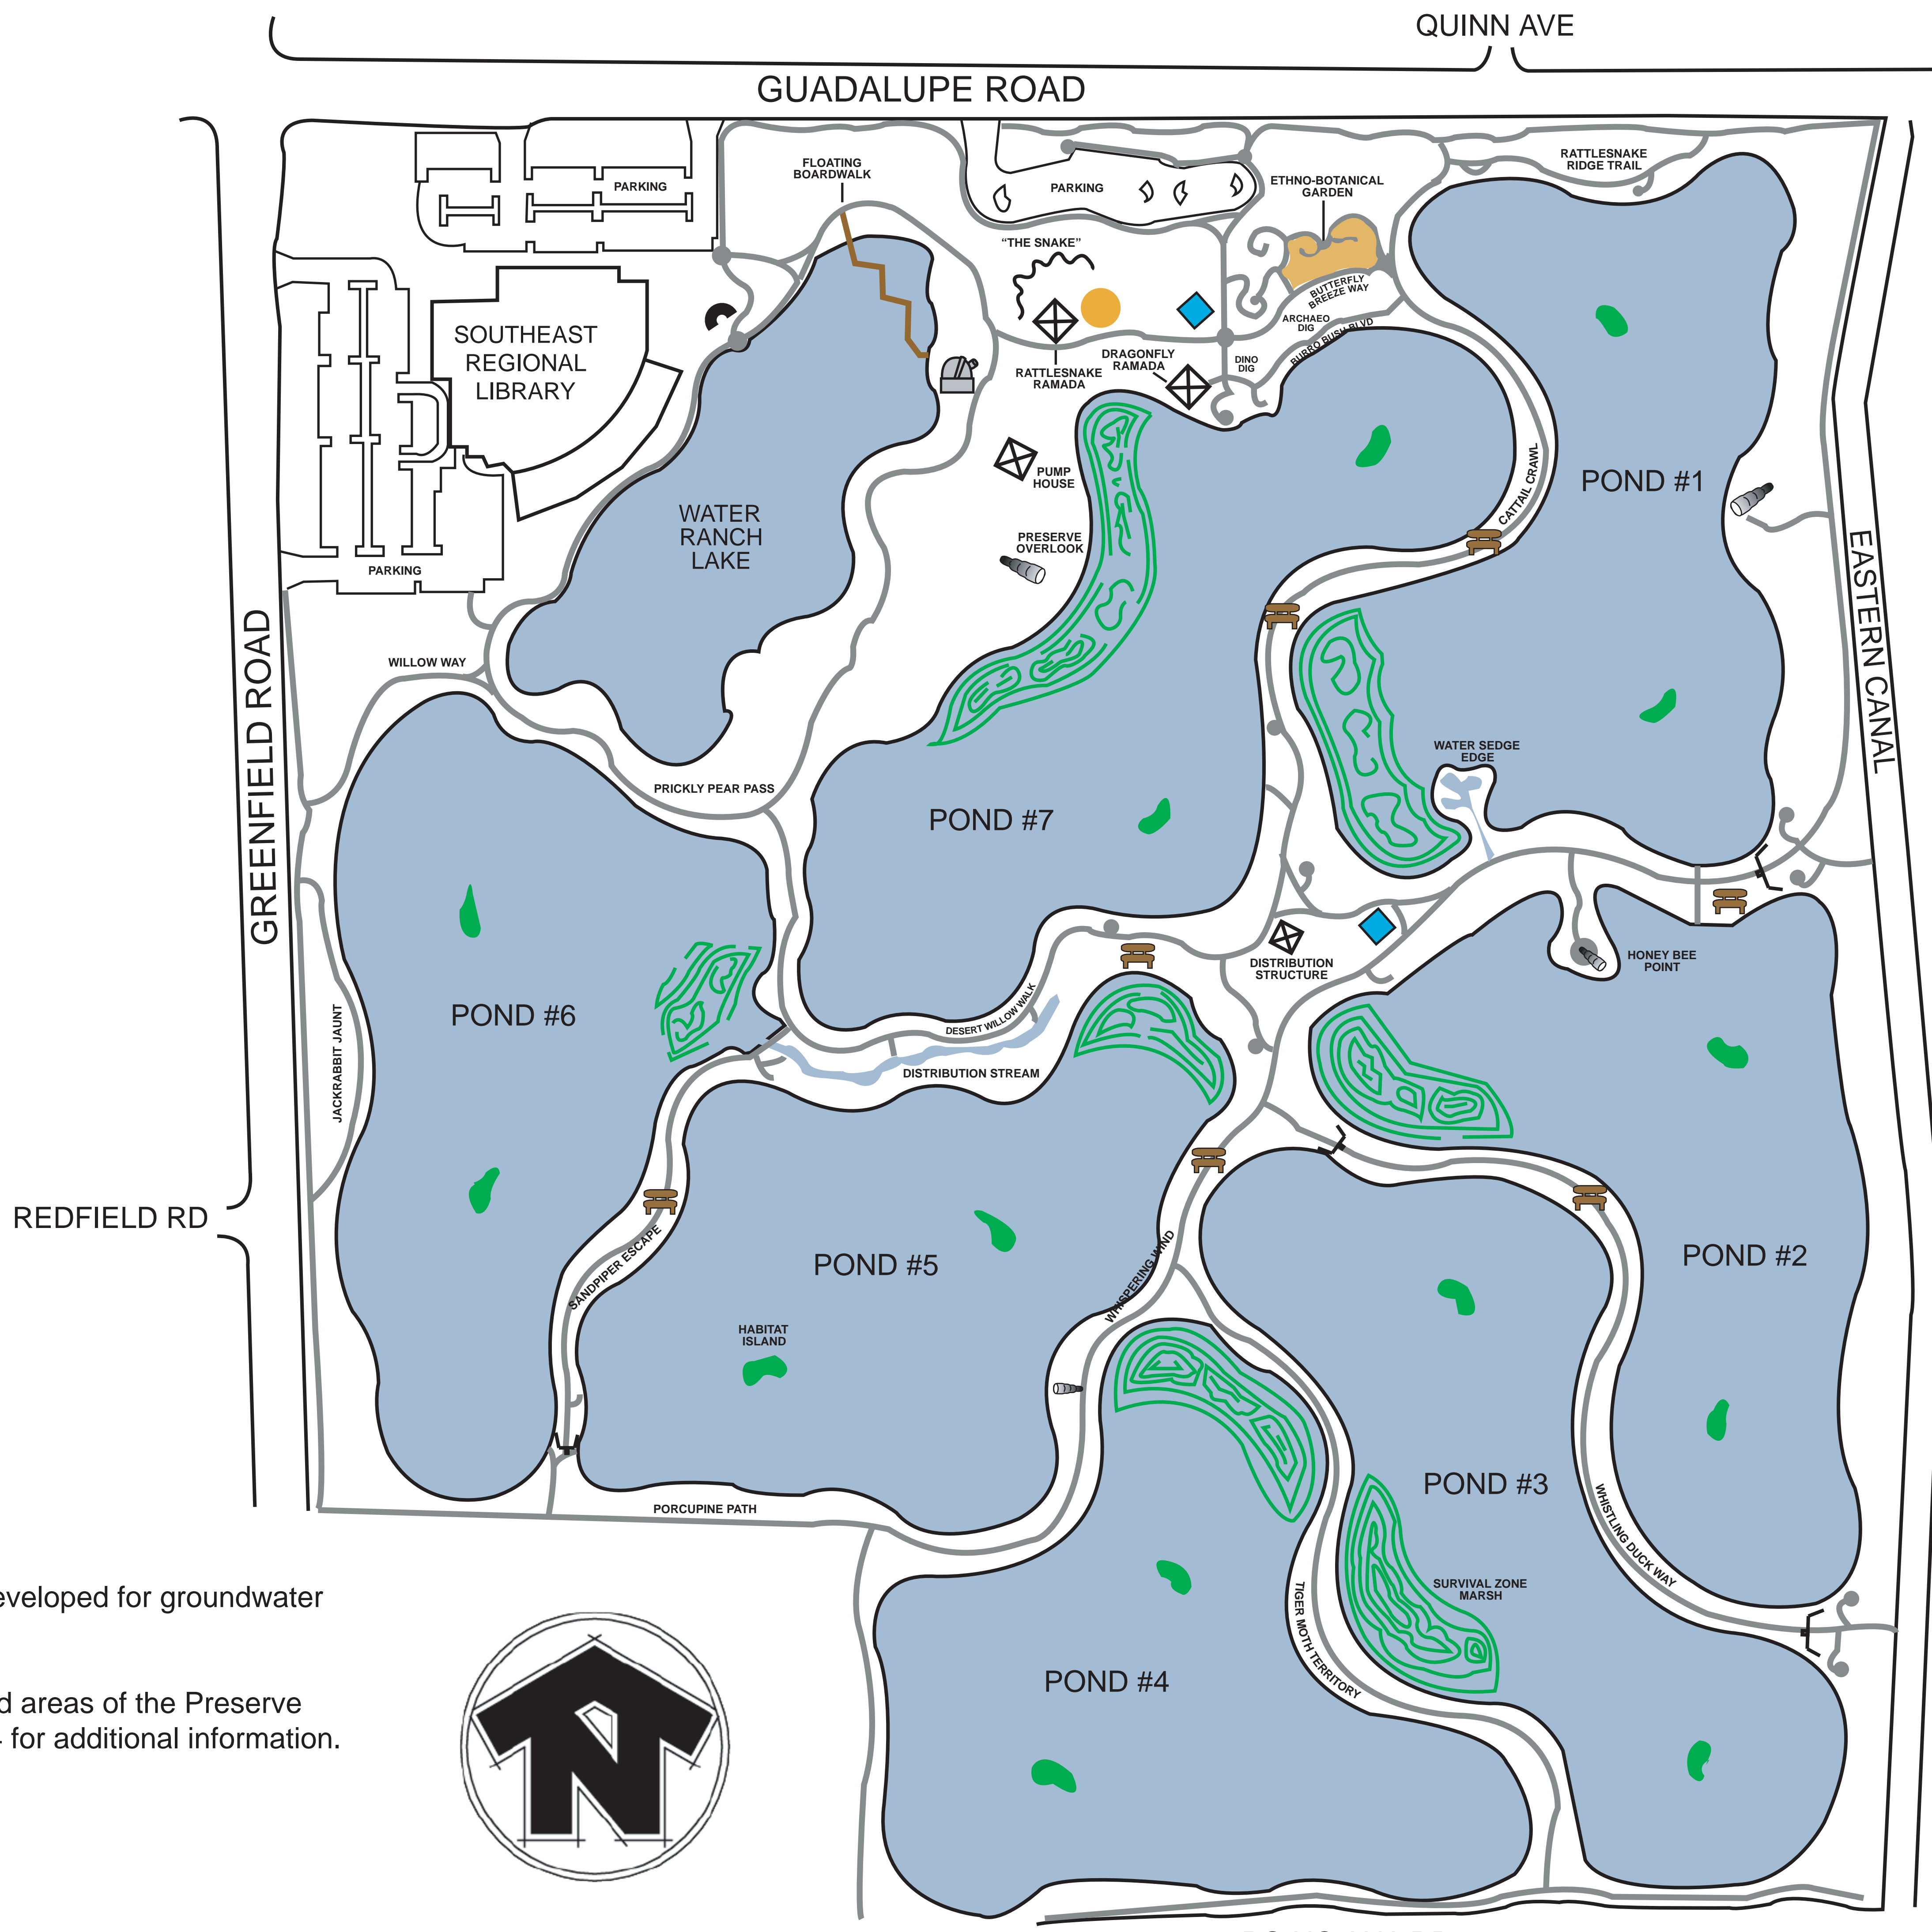 QUINN AVE
GUADALUPE ROAD
FLOATING
BOARDWALK
PARKING
PARKING
ETHNO-BOTANICAL
GARDEN
RATTLESNAKE
RIDGE TRAIL
“THE SNAKE”
BUTTERFLY
BREEZE WAY
ARCHAEO
DIG
BURRO BUSH BLVD
SOUTHEAST
REGIONAL
LIBRARY
RATTLESNAKE
RAMADA
DRAGONFLY
RAMADA
DINO
DIG
PUMP
HOUSE
CATTAIL CRAWL
POND #1
WATER
RANCH
LAKE
PRESERVE
OVERLOOK
PARKING
EASTERN CANAL
GREENFIELD ROAD
WILLOW WAY
WATER SEDGE
EDGE
PRICKLY PEAR PASS
POND #7
HONEY BEE
POINT
DISTRIBUTION
STRUCTURE
POND #6
DESERT WILLOW WALK
JACKRABBIT JAUNT
DISTRIBUTION STREAM
REDFIELD RD
SANDPIPER ESCAPE
POND #5
WHISPERING WIND
POND #2
HABITAT
ISLAND
POND #3
PORCUPINE PATH
WHISTLING DUCK WAY
SURVIVAL ZONE
MARSH
TIGER MOTH TERRITORY
POND #4
eveloped for groundwater
d areas of the Preserve
for additional information.
N